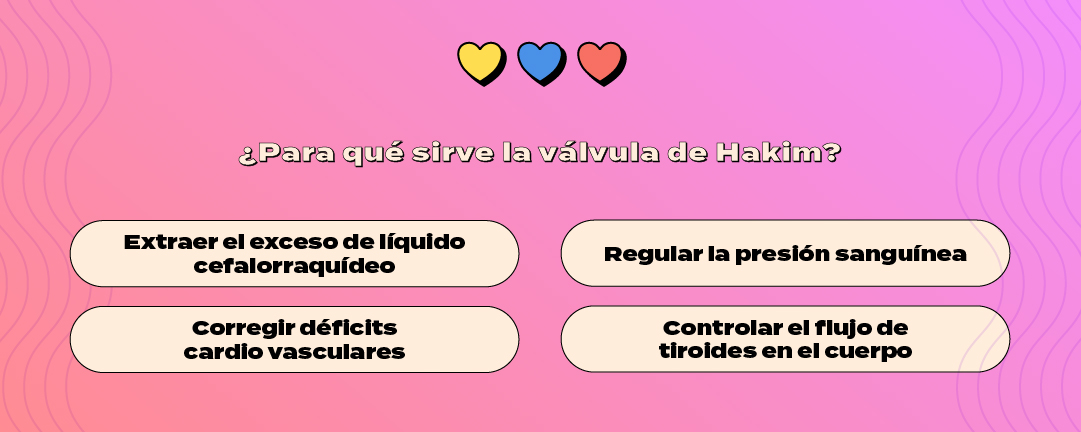 ¿Para qué sirve la válvula de Hakim?
Extraer el exceso de líquido
cefalorraquídeo
Regular la presión sanguínea
Corregir déficits
cardio vasculares
Controlar el flujo de
tiroides en el cuerpo